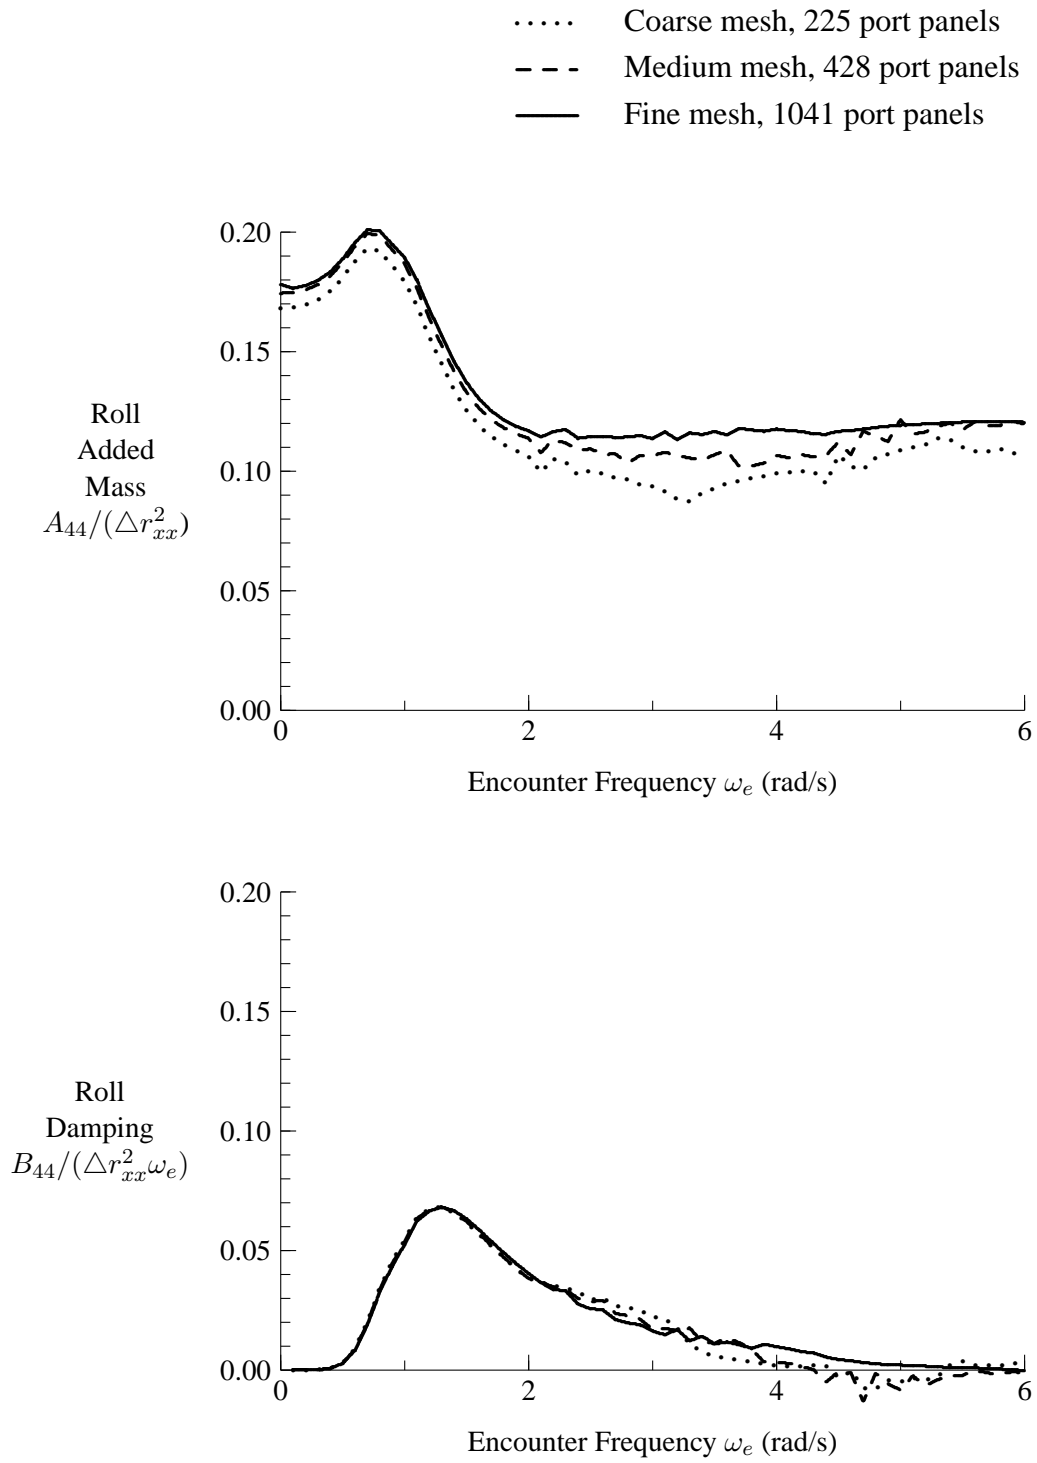 Coarse mesh, 225 port panels
Medium mesh, 428 port panels
Fine mesh, 1041 port panels
0.20
0.15
0.10
0.05
0.00
Roll
Added
Mass
A₄₄/(△r²ₓₓ)
0 2 4 6
Encounter Frequency ωₑ (rad/s)
0.20
0.15
0.10
0.05
0.00
Roll
Damping
B₄₄/(△r²ₓₓωₑ)
0 2 4 6
Encounter Frequency ωₑ (rad/s)